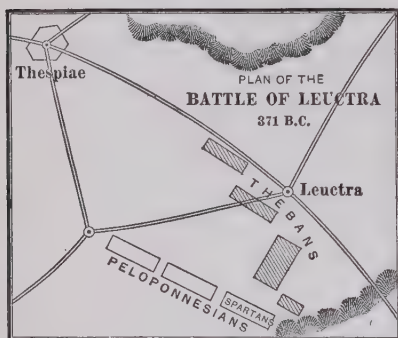 Thespiae
PLAN OF THE
BATTLE OF LEUCTRA
371 B.C.
Leuctra
THEBANS
PELOPONNESIANS
SPARTANS